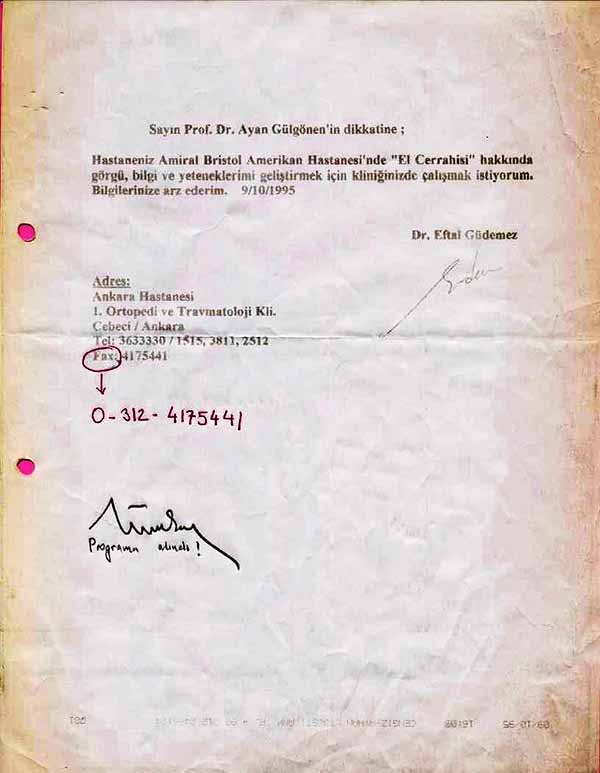 Sayın Prof. Dr. Ayan Gülgönen'in dikkatine ;
Hastaneniz Amiral Bristol Amerikan Hastanesi'nde "El Cerrahisi" hakkında
görgü, bilgi ve yeteneklerimi geliştirmek için kliniğinizde çalışmak istiyorum.
Bilgilerinize arz ederim. 9/10/1995
Dr. Eftal Güdemez
Adres:
Ankara Hastanesi
1. Ortopedi ve Travmatoloji Kli.
Cebeci / Ankara
Tel: 3633330 / 1515, 3811, 2512
Fax: 4175441
0-312-4175441
Programa alındı!